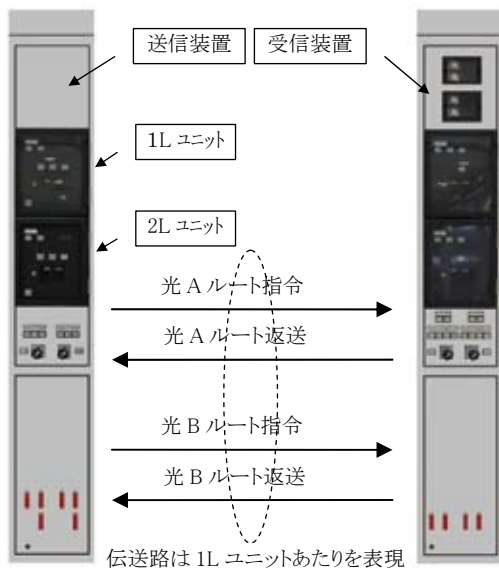 送信装置
受信装置
1L ユニット
2L ユニット
光 A ルート指令
光 A ルート返送
光 B ルート指令
光 B ルート返送
伝送路は 1L ユニットあたりを表現